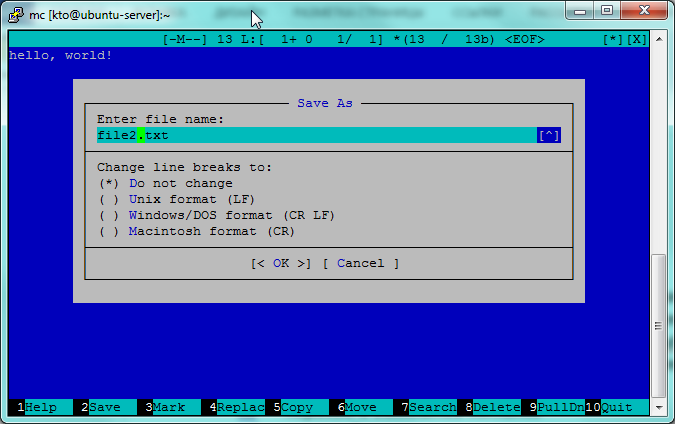 mc [kto@ubuntu-server]:~
[-M--] 13 L:[  1+ 0   1/  1] *(13  /  13b) <EOF>       [*][X]
hello, world!
Save As
Enter file name:
file2.txt [^]
Change line breaks to:
(*) Do not change
( ) Unix format (LF)
( ) Windows/DOS format (CR LF)
( ) Macintosh format (CR)
[< OK >] [ Cancel ]
1Help 2Save 3Mark 4Replac 5Copy 6Move 7Search 8Delete 9PullDn 10Quit